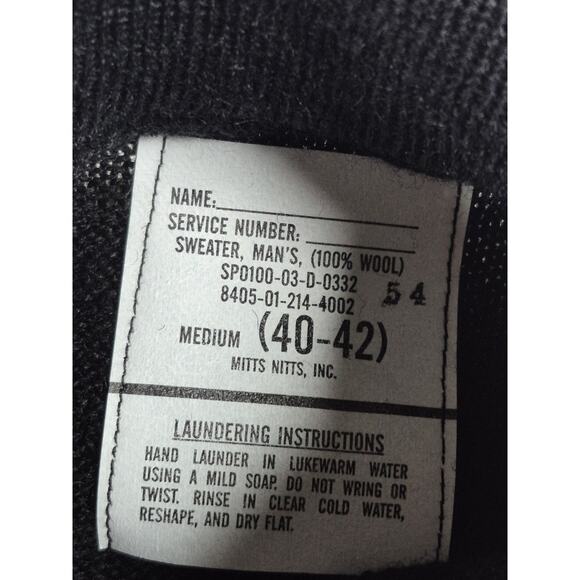 NAME:
SERVICE NUMBER:
SWEATER, MAN'S, (100% WOOL)
SP0100-03-D-0332
8405-01-214-4002 54
MEDIUM (40-42)
MITTS NITTS, INC.
LAUNDERING INSTRUCTIONS
HAND LAUNDER IN LUKEWARM WATER
USING A MILD SOAP. DO NOT WRING OR
TWIST. RINSE IN CLEAR COLD WATER,
RESHAPE, AND DRY FLAT.